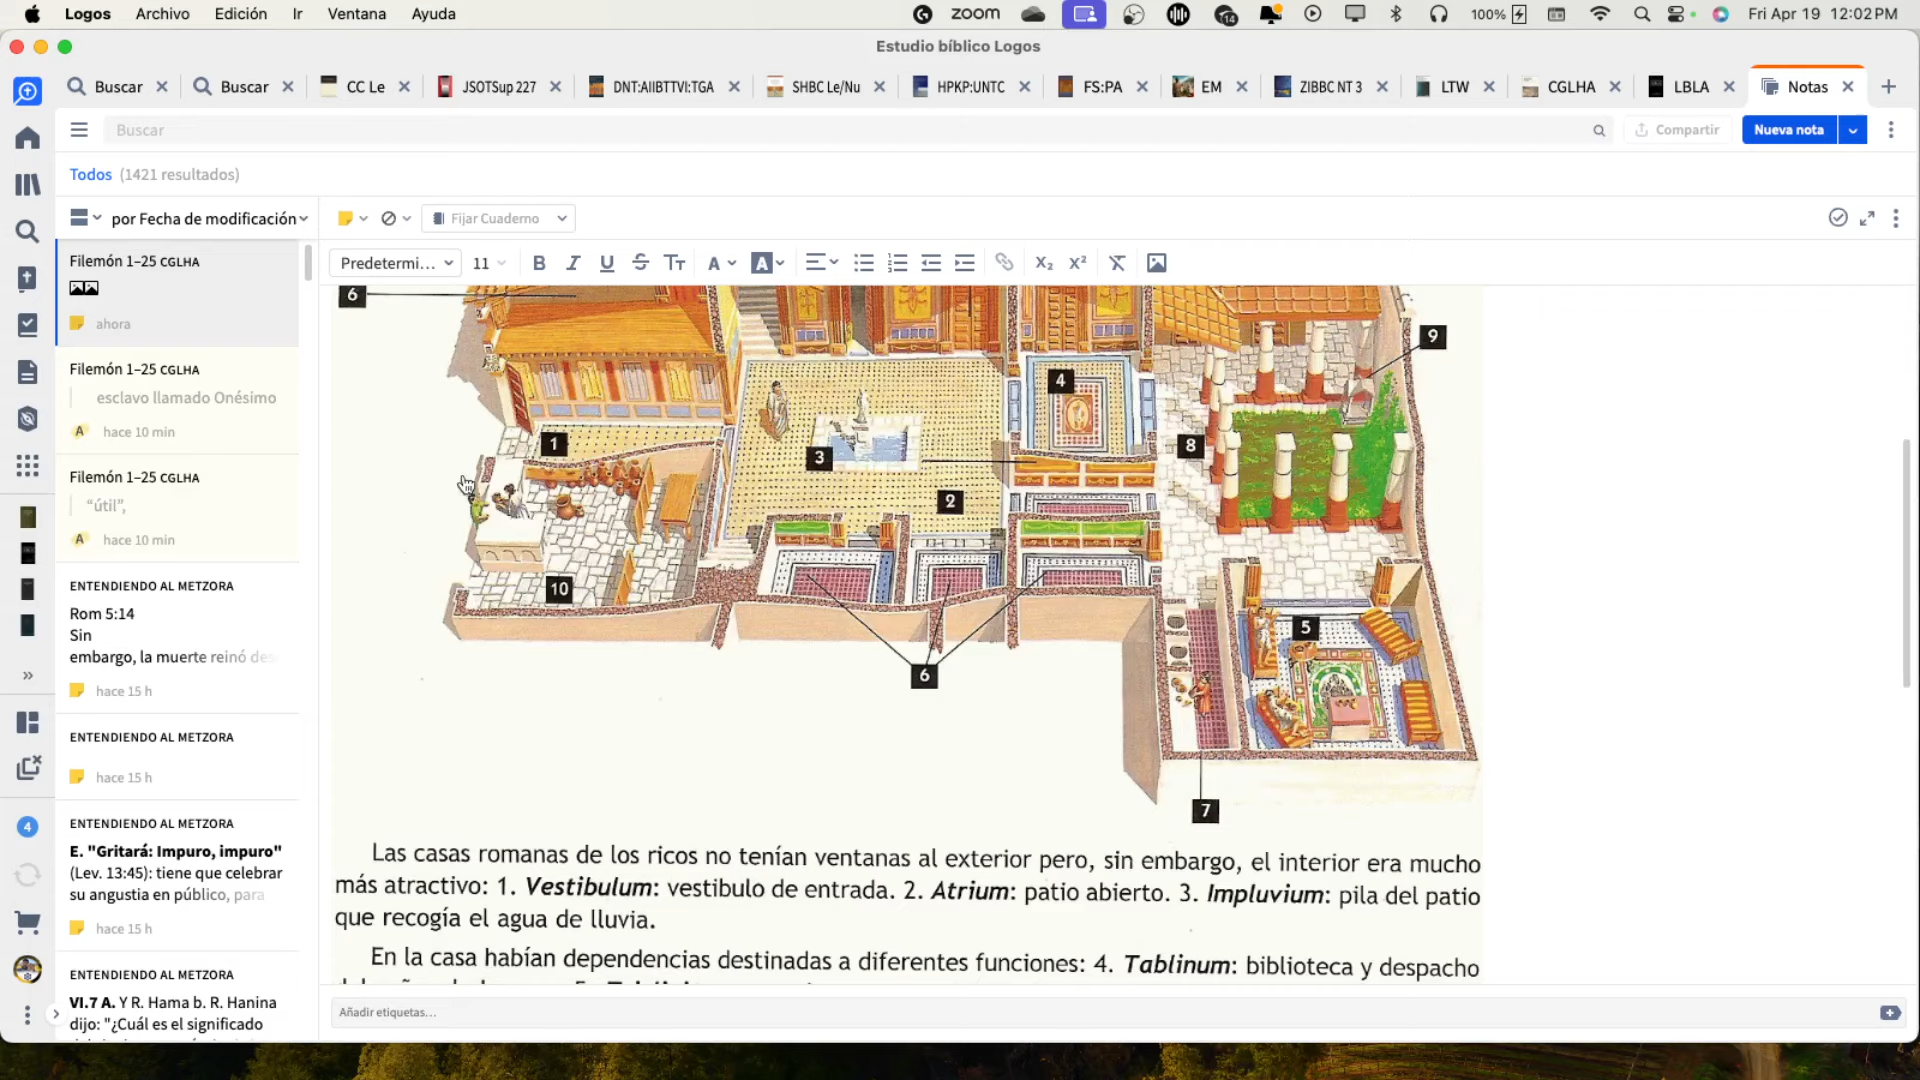 Logos Archivo Edición Ir Ventana Ayuda
zoom 14 100% Fri Apr 19 12:02 PM
Estudio bíblico Logos
Buscar Buscar CC Le JSOTSup 227 DNT:AIIBTTVI:TGA SHBC Le/Nu HPKP:UNTC FS:PA EM ZIBBC NT 3 LTW CGLHA LBLA Notas
Buscar Compartir Nueva nota
Todos (1421 resultados)
por Fecha de modificación Fijar Cuaderno
Predetermi... 11
Filemón 1–25 CGLHA
ahora
Filemón 1–25 CGLHA
esclavo llamado Onésimo
A hace 10 min
Filemón 1–25 CGLHA
“útil”,
A hace 10 min
ENTENDIENDO AL METZORA
Rom 5:14
Sin
embargo, la muerte reinó
hace 15 h
ENTENDIENDO AL METZORA
hace 15 h
4
ENTENDIENDO AL METZORA
E. "Gritará: Impuro, impuro"
(Lev. 13:45): tiene que celebrar
su angustia en público, para
hace 15 h
ENTENDIENDO AL METZORA
VI.7 A. Y R. Hama b. R. Hanina
dijo: "¿Cuál es el significado
6
9
4
1
8
3
2
10
5
6
7
Las casas romanas de los ricos no tenían ventanas al exterior pero, sin embargo, el interior era mucho
más atractivo: 1. Vestibulum: vestibulo de entrada. 2. Atrium: patio abierto. 3. Impluvium: pila del patio
que recogía el agua de lluvia.
En la casa habían dependencias destinadas a diferentes funciones: 4. Tablinum: biblioteca y despacho
Añadir etiquetas...